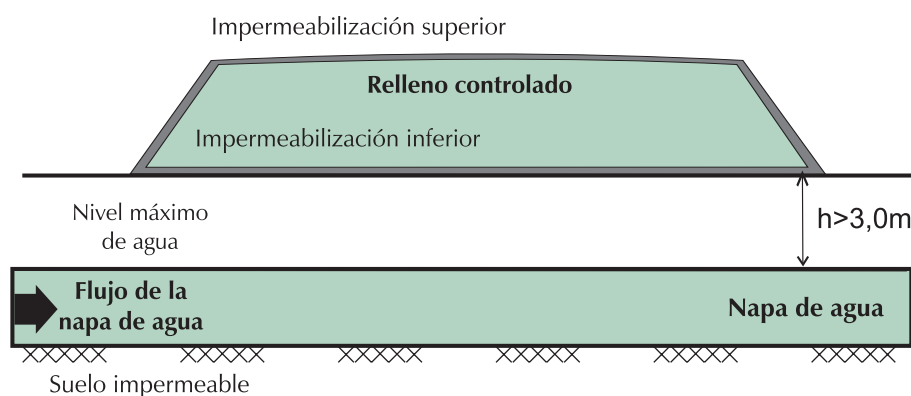 Impermeabilización superior
Relleno controlado
Impermeabilización inferior
Nivel máximo
de agua
h>3,0m
Flujo de la
napa de agua
Napa de agua
Suelo impermeable